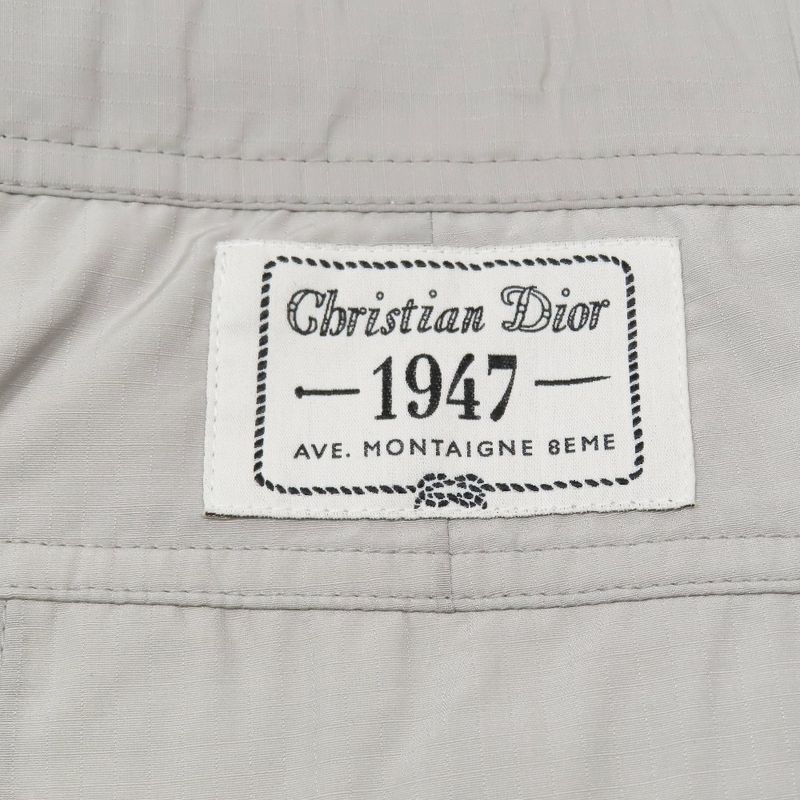 Christian Dior
1947
AVE. MONTAIGNE 8EME